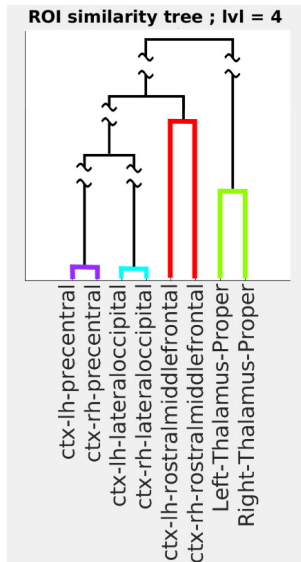 ROI similarity tree ; lvl = 4
ctx-lh-precentral
ctx-rh-precentral
ctx-lh-lateraloccipital
ctx-rh-lateraloccipital
ctx-lh-rostralmiddlefrontal
ctx-rh-rostralmiddlefrontal
Left-Thalamus-Proper
Right-Thalamus-Proper